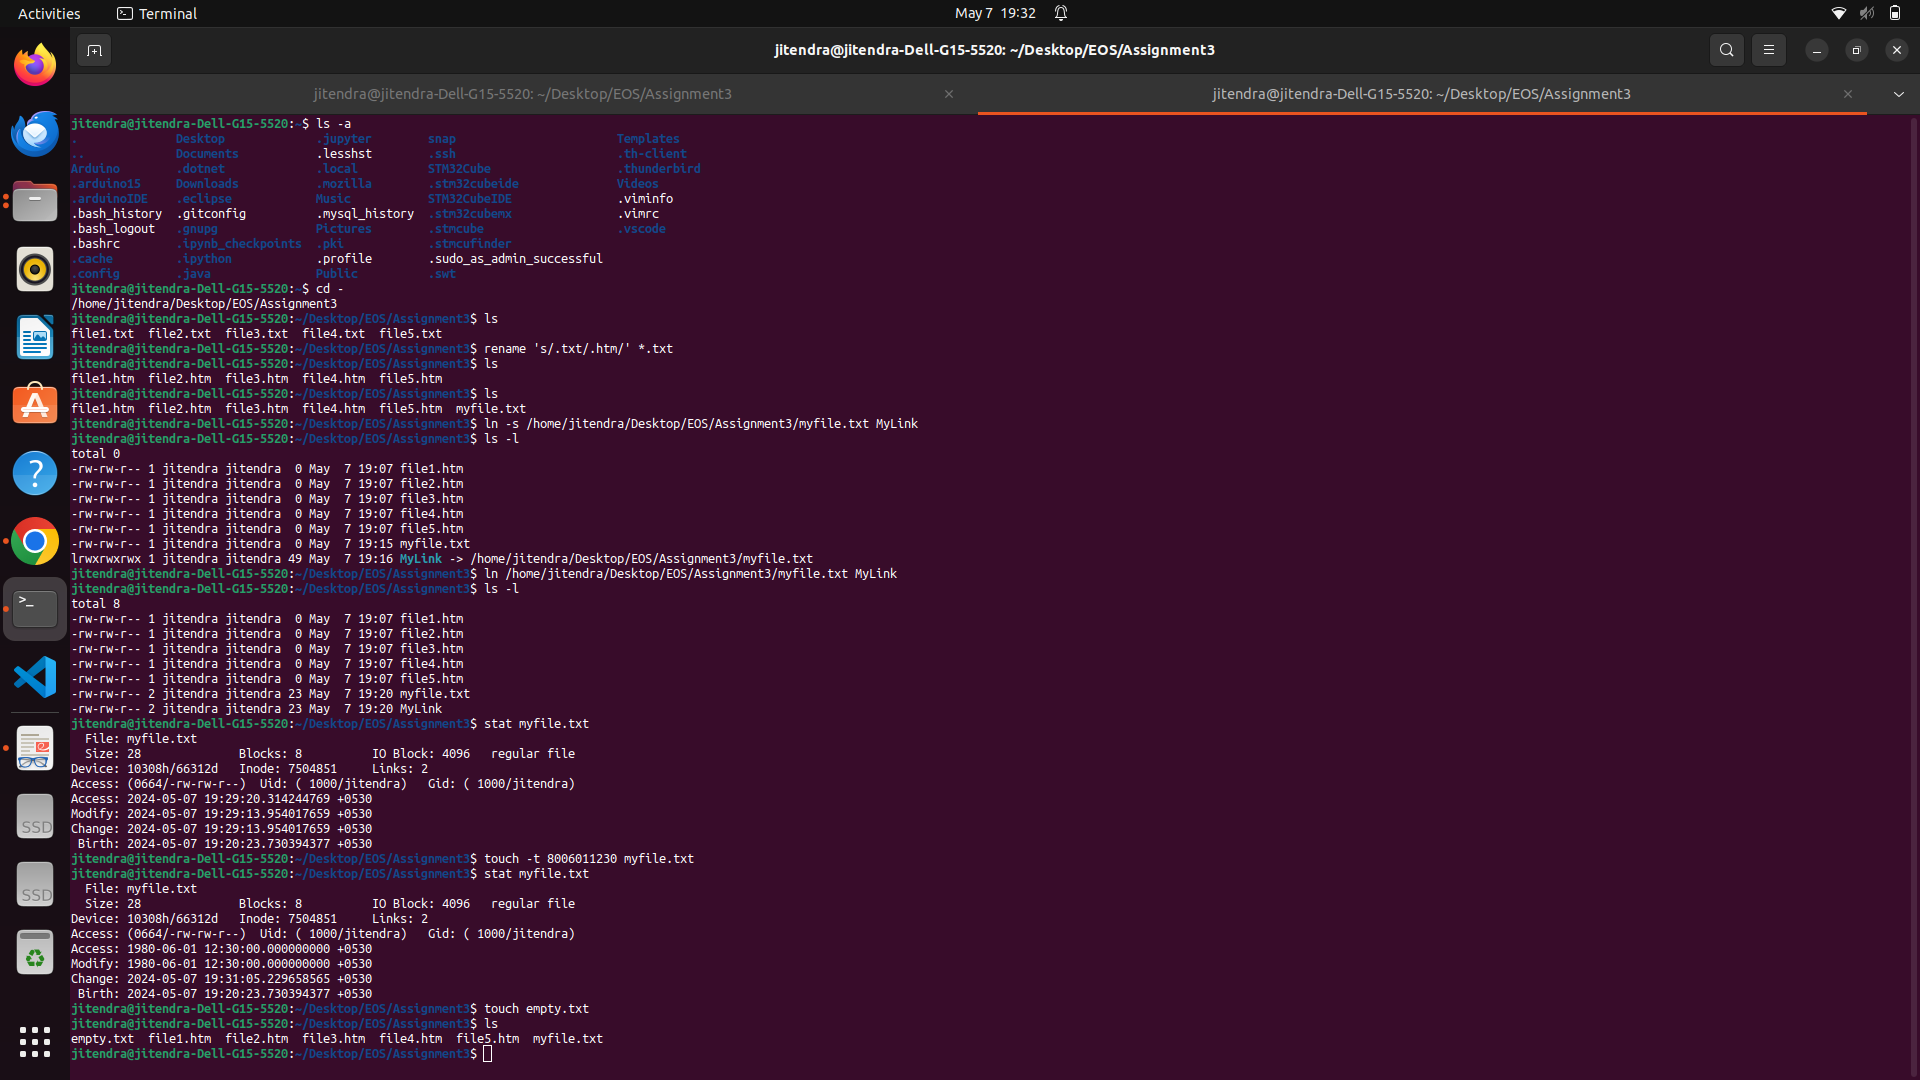 Activities Terminal May 7 19:32
jitendra@jitendra-Dell-G15-5520: ~/Desktop/EOS/Assignment3
jitendra@jitendra-Dell-G15-5520: ~/Desktop/EOS/Assignment3 jitendra@jitendra-Dell-G15-5520: ~/Desktop/EOS/Assignment3
jitendra@jitendra-Dell-G15-5520:~$ ls -a
. Desktop .jupyter snap Templates
.. Documents .lesshst .ssh .th-client
Arduino .dotnet .local STM32Cube .thunderbird
.arduino15 Downloads .mozilla .stm32cubeide Videos
.arduinoIDE .eclipse Music STM32CubeIDE .viminfo
.bash_history .gitconfig .mysql_history .stm32cubemx .vimrc
.bash_logout .gnupg Pictures .stmcube .vscode
.bashrc .ipynb_checkpoints .pki .stmcufinder
.cache .ipython .profile .sudo_as_admin_successful
.config .java Public .swt
jitendra@jitendra-Dell-G15-5520:~$ cd -
/home/jitendra/Desktop/EOS/Assignment3
jitendra@jitendra-Dell-G15-5520:~/Desktop/EOS/Assignment3$ ls
file1.txt file2.txt file3.txt file4.txt file5.txt
jitendra@jitendra-Dell-G15-5520:~/Desktop/EOS/Assignment3$ rename 's/.txt/.htm/' *.txt
jitendra@jitendra-Dell-G15-5520:~/Desktop/EOS/Assignment3$ ls
file1.htm file2.htm file3.htm file4.htm file5.htm
jitendra@jitendra-Dell-G15-5520:~/Desktop/EOS/Assignment3$ ls
file1.htm file2.htm file3.htm file4.htm file5.htm myfile.txt
jitendra@jitendra-Dell-G15-5520:~/Desktop/EOS/Assignment3$ ln -s /home/jitendra/Desktop/EOS/Assignment3/myfile.txt MyLink
jitendra@jitendra-Dell-G15-5520:~/Desktop/EOS/Assignment3$ ls -l
total 0
-rw-rw-r-- 1 jitendra jitendra 0 May 7 19:07 file1.htm
-rw-rw-r-- 1 jitendra jitendra 0 May 7 19:07 file2.htm
-rw-rw-r-- 1 jitendra jitendra 0 May 7 19:07 file3.htm
-rw-rw-r-- 1 jitendra jitendra 0 May 7 19:07 file4.htm
-rw-rw-r-- 1 jitendra jitendra 0 May 7 19:07 file5.htm
-rw-rw-r-- 1 jitendra jitendra 0 May 7 19:15 myfile.txt
lrwxrwxrwx 1 jitendra jitendra 49 May 7 19:16 MyLink -> /home/jitendra/Desktop/EOS/Assignment3/myfile.txt
jitendra@jitendra-Dell-G15-5520:~/Desktop/EOS/Assignment3$ ln /home/jitendra/Desktop/EOS/Assignment3/myfile.txt MyLink
jitendra@jitendra-Dell-G15-5520:~/Desktop/EOS/Assignment3$ ls -l
total 8
-rw-rw-r-- 1 jitendra jitendra 0 May 7 19:07 file1.htm
-rw-rw-r-- 1 jitendra jitendra 0 May 7 19:07 file2.htm
-rw-rw-r-- 1 jitendra jitendra 0 May 7 19:07 file3.htm
-rw-rw-r-- 1 jitendra jitendra 0 May 7 19:07 file4.htm
-rw-rw-r-- 1 jitendra jitendra 0 May 7 19:07 file5.htm
-rw-rw-r-- 2 jitendra jitendra 23 May 7 19:20 myfile.txt
-rw-rw-r-- 2 jitendra jitendra 23 May 7 19:20 MyLink
jitendra@jitendra-Dell-G15-5520:~/Desktop/EOS/Assignment3$ stat myfile.txt
File: myfile.txt
Size: 28 Blocks: 8 IO Block: 4096 regular file
Device: 10308h/66312d Inode: 7504851 Links: 2
Access: (0664/-rw-rw-r--) Uid: ( 1000/jitendra) Gid: ( 1000/jitendra)
Access: 2024-05-07 19:29:20.314244769 +0530
Modify: 2024-05-07 19:29:13.954017659 +0530
Change: 2024-05-07 19:29:13.954017659 +0530
Birth: 2024-05-07 19:20:23.730394377 +0530
jitendra@jitendra-Dell-G15-5520:~/Desktop/EOS/Assignment3$ touch -t 8006011230 myfile.txt
jitendra@jitendra-Dell-G15-5520:~/Desktop/EOS/Assignment3$ stat myfile.txt
File: myfile.txt
Size: 28 Blocks: 8 IO Block: 4096 regular file
Device: 10308h/66312d Inode: 7504851 Links: 2
Access: (0664/-rw-rw-r--) Uid: ( 1000/jitendra) Gid: ( 1000/jitendra)
Access: 1980-06-01 12:30:00.000000000 +0530
Modify: 1980-06-01 12:30:00.000000000 +0530
Change: 2024-05-07 19:31:05.229658565 +0530
Birth: 2024-05-07 19:20:23.730394377 +0530
jitendra@jitendra-Dell-G15-5520:~/Desktop/EOS/Assignment3$ touch empty.txt
jitendra@jitendra-Dell-G15-5520:~/Desktop/EOS/Assignment3$ ls
empty.txt file1.htm file2.htm file3.htm file4.htm file5.htm myfile.txt
jitendra@jitendra-Dell-G15-5520:~/Desktop/EOS/Assignment3$
SSD
SSD